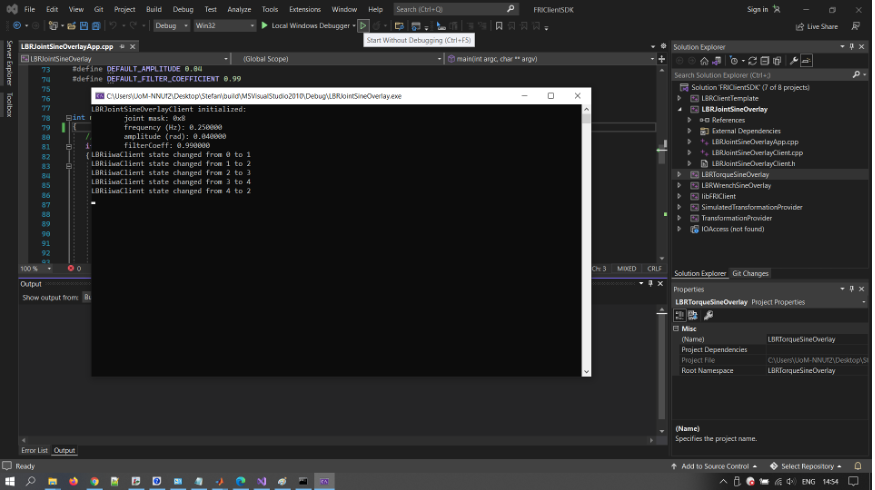 File Edit View Git Project Build Debug Test Analyze Tools Extensions Window Help Search (Ctrl+Q) FRIClientSDK Sign in
Debug Win32 Local Windows Debugger Live Share
Start Without Debugging (Ctrl+F5)
Server Explorer
Toolbox
LBRJointSineOverlayApp.cpp
LBRJointSineOverlay (Global Scope) main(int argc, char ** argv)
73 #define DEFAULT_AMPLITUDE 0.04
74 #define DEFAULT_FILTER_COEFFICIENT 0.99
75
76
77
78 int
79 {
80 //
81
82
83
84
85
86
87
88
89
90
91
92
C:\Users\UoM-NNUf2\Desktop\Stefan\build\MSVisualStudio2010\Debug\LBRJointSineOverlay.exe
LBRJointSineOverlayClient initialized:
joint mask: 0x8
frequency (Hz): 0.250000
amplitude (rad): 0.040000
filterCoeff: 0.990000
LBRiiwaClient state changed from 0 to 1
LBRiiwaClient state changed from 1 to 2
LBRiiwaClient state changed from 2 to 3
LBRiiwaClient state changed from 3 to 4
LBRiiwaClient state changed from 4 to 2
100 % 0 Ch: 3 MIXED CRLF
Output
Show output from:
Error List Output
Solution Explorer
Search Solution Explorer (Ctrl+;)
Solution 'FRIClientSDK' (7 of 8 projects)
LBRClientTemplate
LBRJointSineOverlay
References
External Dependencies
LBRJointSineOverlayApp.cpp
LBRJointSineOverlayClient.cpp
LBRJointSineOverlayClient.h
LBRTorqueSineOverlay
LBRWrenchSineOverlay
libFRIClient
SimulatedTransformationProvider
TransformationProvider
IOAccess (not found)
Solution Explorer Git Changes
Properties
LBRTorqueSineOverlay Project Properties
Misc
(Name) LBRTorqueSineOverlay
Project Dependencies
Project File C:\Users\UoM-NNUf2\Desktop\St
Root Namespace LBRTorqueSineOverlay
(Name)
Specifies the project name.
Ready Add to Source Control Select Repository
ENG 14:54